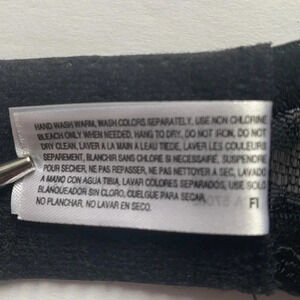 HAND WASH WARM, WASH COLORS SEPARATELY, USE NON CHLORINE
BLEACH ONLY WHEN NEEDED, HANG TO DRY, DO NOT IRON, DO NOT
DRY CLEAN, LAVER À LA MAIN A LEAU TIEDE, LAVER LES COULEURS
SEPAREMENT, BLANCHIR SANS CHLORE SI NECESSAIRE, SUSPENDRE
POUR SECHER, NE PAS REPASSER, NE PAS NETTOYER A SEC, LAVADO
A MANO CON AGUA TIBIA, LAVAR COLORES SEPARADOS, USE SOLO
BLANQUEADOR SIN CLORO, CUELGUE PARA SECAR,
NO PLANCHAR, NO LAVAR EN SECO.
FI